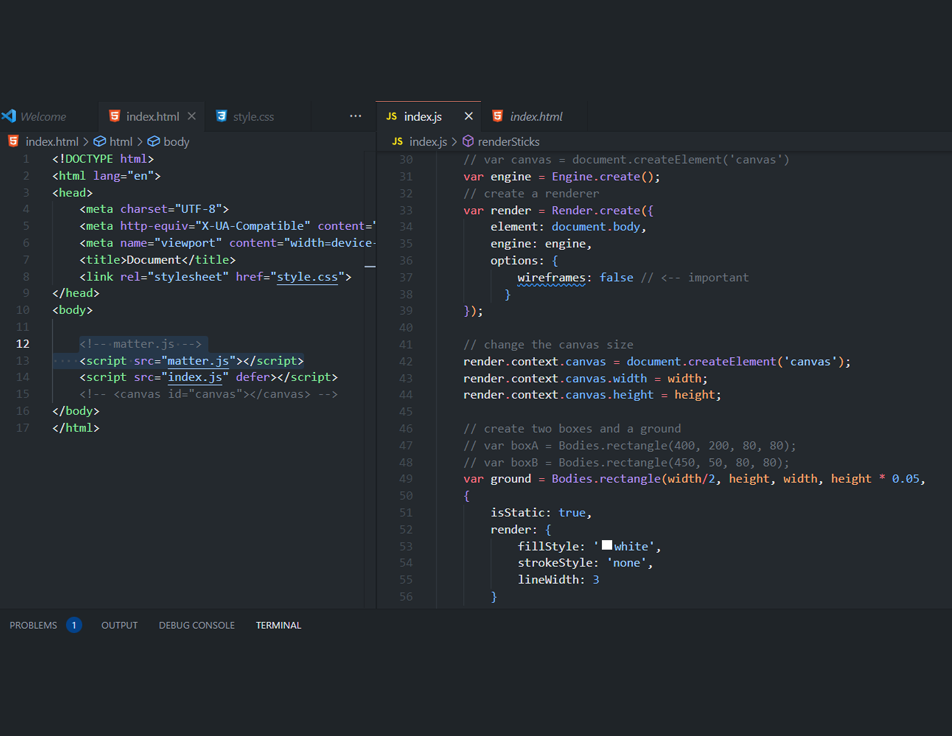 Welcome
index.html
style.css
...
JS index.js
index.html
index.html > html > body
JS index.js > renderSticks
1 <!DOCTYPE html>
2 <html lang="en">
3 <head>
4 <meta charset="UTF-8">
5 <meta http-equiv="X-UA-Compatible" content="
6 <meta name="viewport" content="width=device-
7 <title>Document</title>
8 <link rel="stylesheet" href="style.css">
9 </head>
10 <body>
11
12 <!-- matter.js -->
13 <script src="matter.js"></script>
14 <script src="index.js" defer></script>
15 <!-- <canvas id="canvas"></canvas> -->
16 </body>
17 </html>
30 // var canvas = document.createElement('canvas')
31 var engine = Engine.create();
32 // create a renderer
33 var render = Render.create({
34 element: document.body,
35 engine: engine,
36 options: {
37 wireframes: false // <-- important
38 }
39 });
40
41 // change the canvas size
42 render.context.canvas = document.createElement('canvas');
43 render.context.canvas.width = width;
44 render.context.canvas.height = height;
45
46 // create two boxes and a ground
47 // var boxA = Bodies.rectangle(400, 200, 80, 80);
48 // var boxB = Bodies.rectangle(450, 50, 80, 80);
49 var ground = Bodies.rectangle(width/2, height, width, height * 0.05,
50 {
51 isStatic: true,
52 render: {
53 fillStyle: 'white',
54 strokeStyle: 'none',
55 lineWidth: 3
56 }
PROBLEMS 1 OUTPUT DEBUG CONSOLE TERMINAL